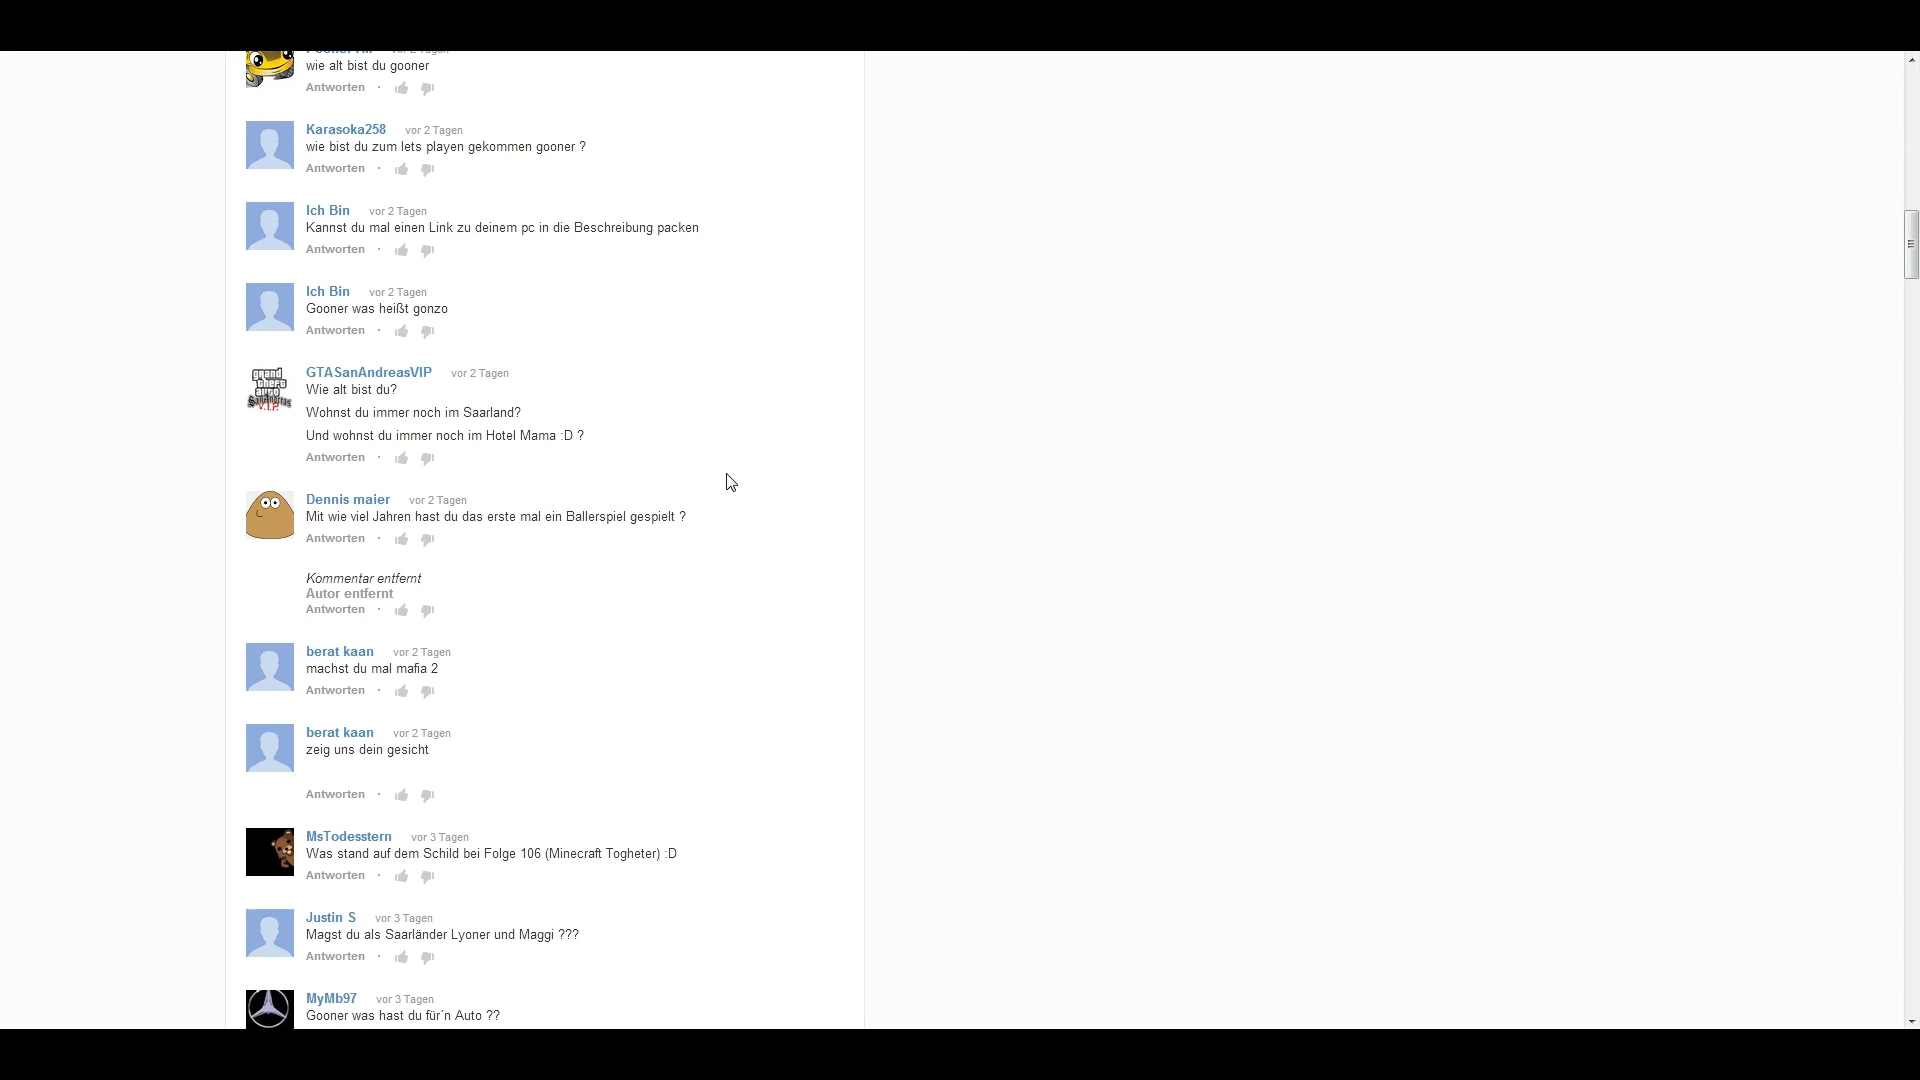 vor 2 Tagen
wie alt bist du gooner
Antworten ·
Karasoka258 vor 2 Tagen
wie bist du zum lets playen gekommen gooner ?
Antworten ·
Ich Bin vor 2 Tagen
Kannst du mal einen Link zu deinem pc in die Beschreibung packen
Antworten ·
Ich Bin vor 2 Tagen
Gooner was heißt gonzo
Antworten ·
grand
theft
auto
SanAndreas
V.I.P.
GTASanAndreasVIP vor 2 Tagen
Wie alt bist du?
Wohnst du immer noch im Saarland?
Und wohnst du immer noch im Hotel Mama :D ?
Antworten ·
Dennis maier vor 2 Tagen
Mit wie viel Jahren hast du das erste mal ein Ballerspiel gespielt ?
Antworten ·
Kommentar entfernt
Autor entfernt
Antworten ·
berat kaan vor 2 Tagen
machst du mal mafia 2
Antworten ·
berat kaan vor 2 Tagen
zeig uns dein gesicht
Antworten ·
MsTodesstern vor 3 Tagen
Was stand auf dem Schild bei Folge 106 (Minecraft Togheter) :D
Antworten ·
Justin S vor 3 Tagen
Magst du als Saarländer Lyoner und Maggi ???
Antworten ·
MyMb97 vor 3 Tagen
Gooner was hast du für´n Auto ??